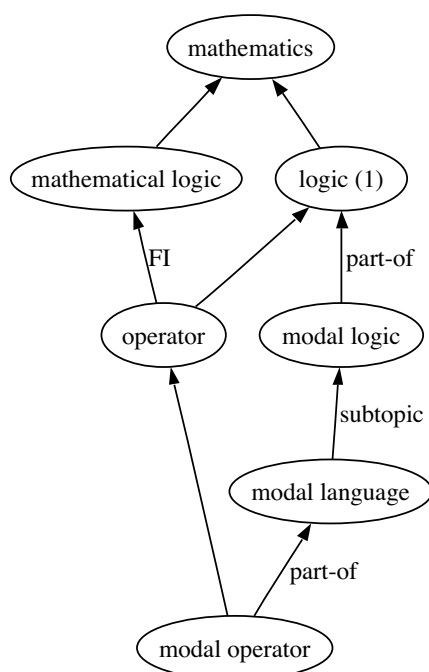 mathematics
mathematical logic
logic (1)
FI
part-of
operator
modal logic
subtopic
modal language
part-of
modal operator